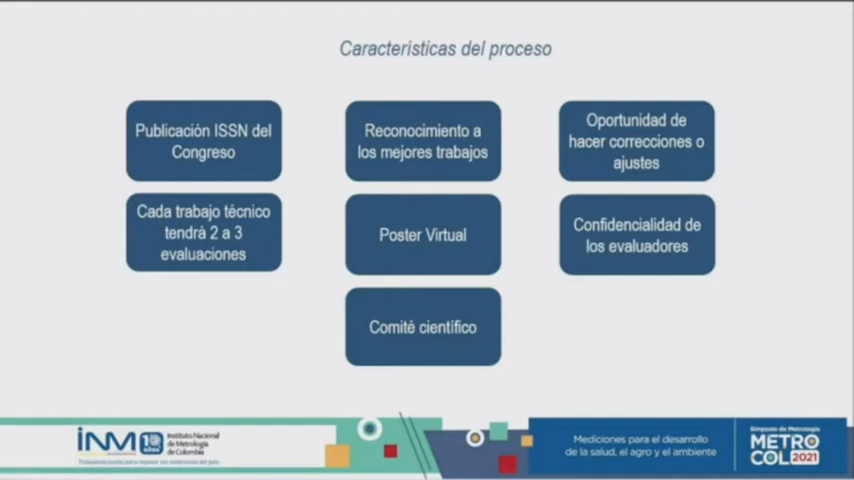 Características del proceso
Publicación ISSN del
Congreso
Reconocimiento a
los mejores trabajos
Oportunidad de
hacer correcciones o
ajustes
Cada trabajo técnico
tendrá 2 a 3
evaluaciones
Poster Virtual
Confidencialidad de
los evaluadores
Comité científico
INM
10
años
Instituto Nacional
de Metrología
de Colombia
Mediciones para el desarrollo
de la salud, el agro y el ambiente
Simposio de Metrología
METRO
COL 2021